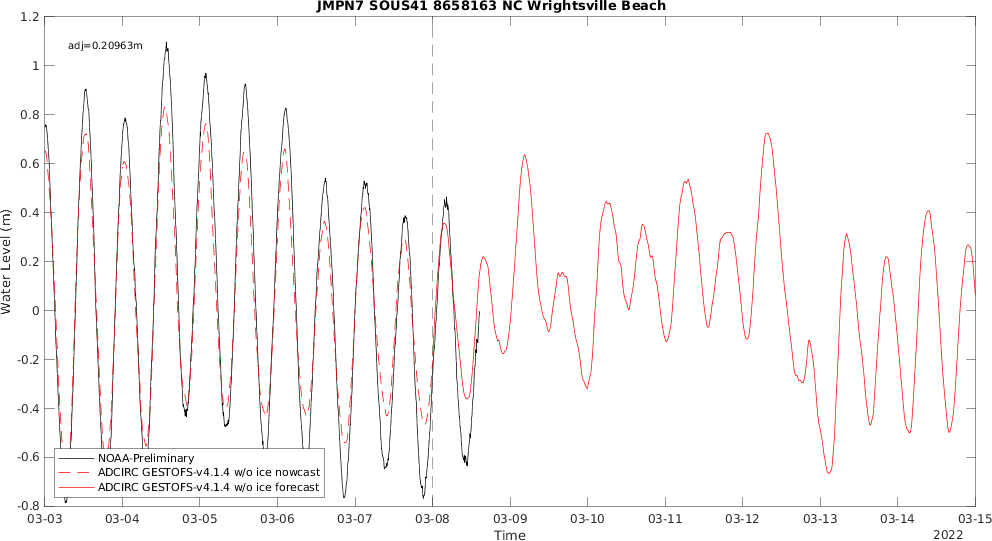 JMPN7 SOUS41 8658163 NC Wrightsville Beach
adj=0.20963m
Water Level (m)
1.2
1
0.8
0.6
0.4
0.2
0
-0.2
-0.4
-0.6
-0.8
NOAA-Preliminary
ADCIRC GESTOFS-v4.1.4 w/o ice nowcast
ADCIRC GESTOFS-v4.1.4 w/o ice forecast
03-03 03-04 03-05 03-06 03-07 03-08 03-09 03-10 03-11 03-12 03-13 03-14 03-15
Time
2022